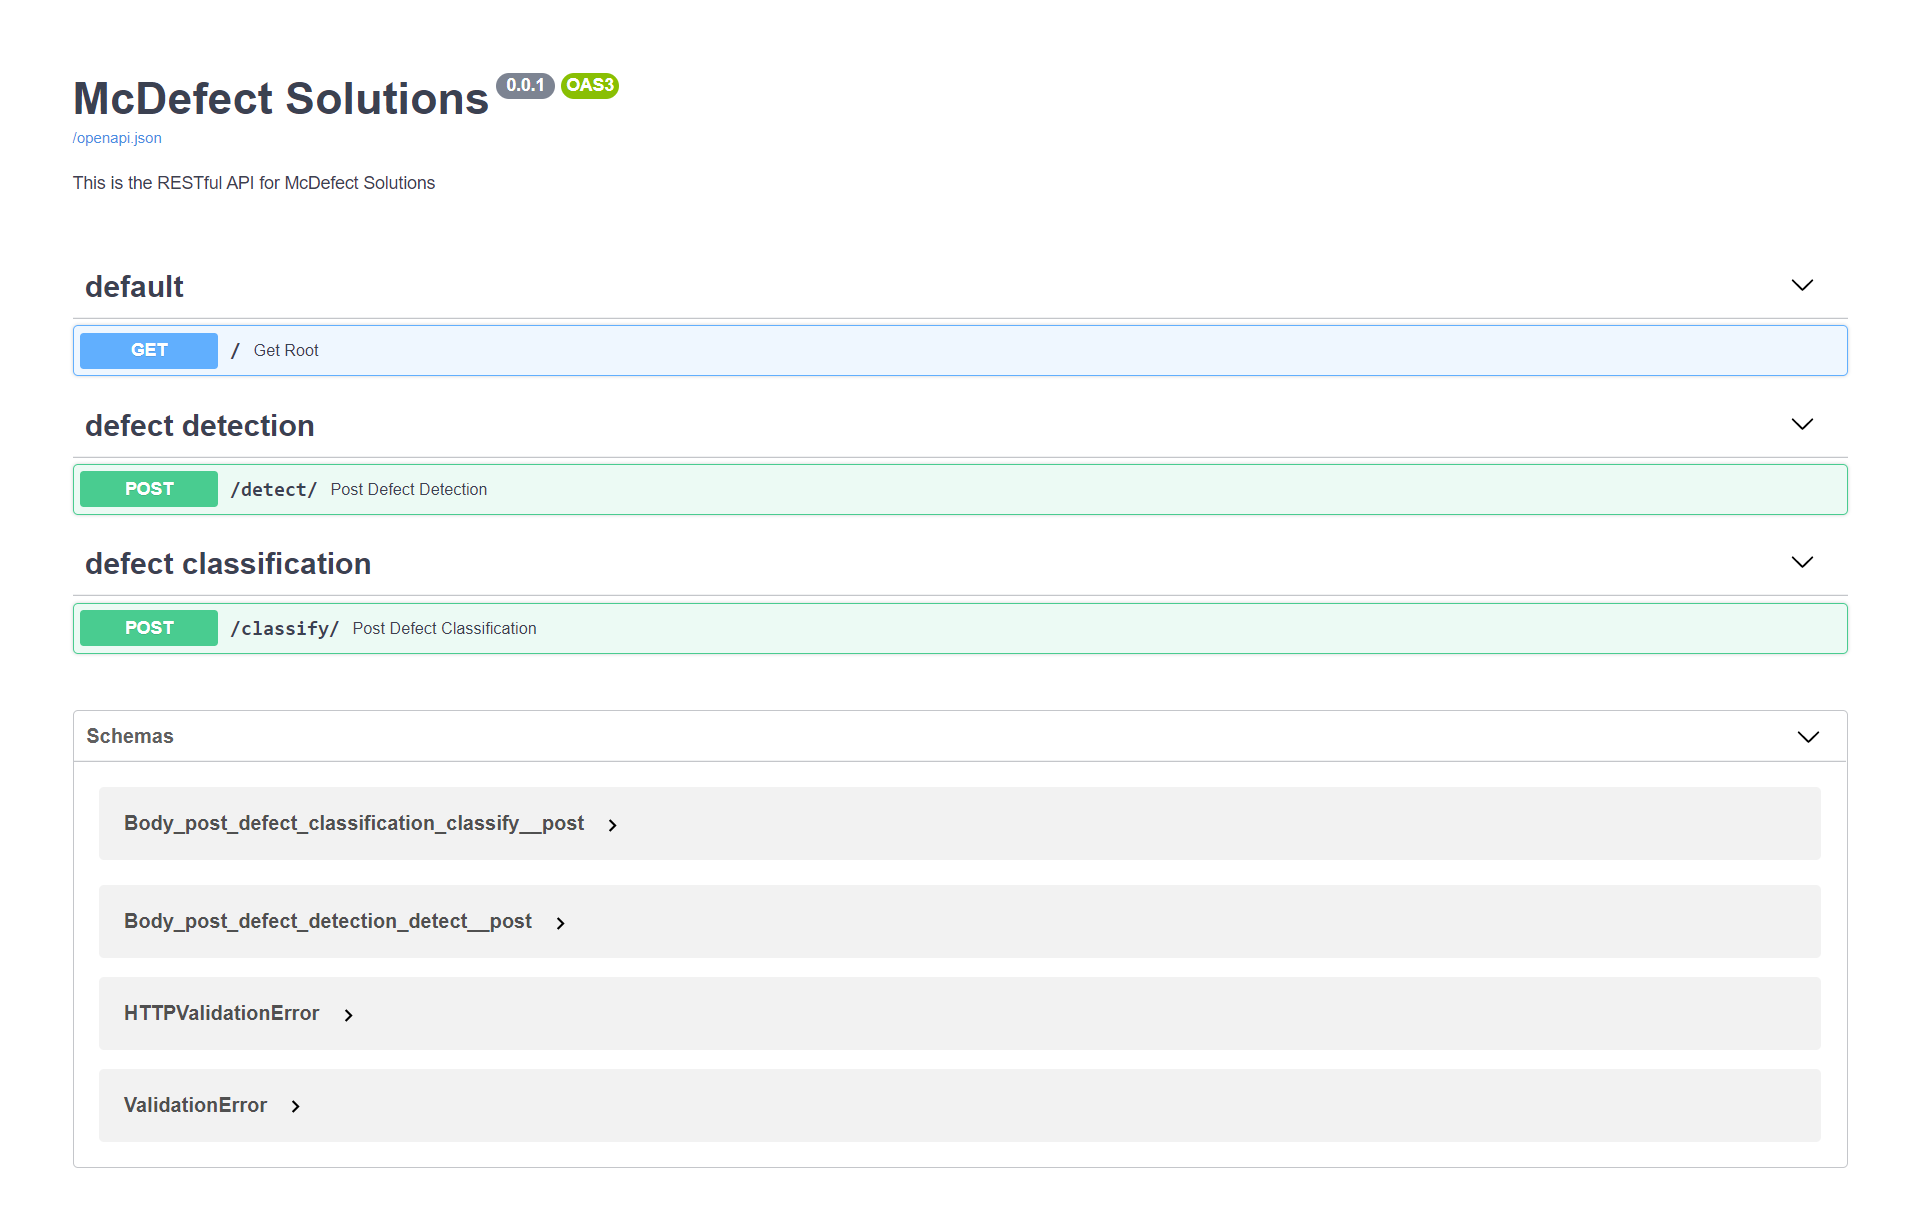 McDefect Solutions 0.0.1 OAS3
/openapi.json
This is the RESTful API for McDefect Solutions
default
GET / Get Root
defect detection
POST /detect/ Post Defect Detection
defect classification
POST /classify/ Post Defect Classification
Schemas
Body_post_defect_classification_classify__post
Body_post_defect_detection_detect__post
HTTPValidationError
ValidationError